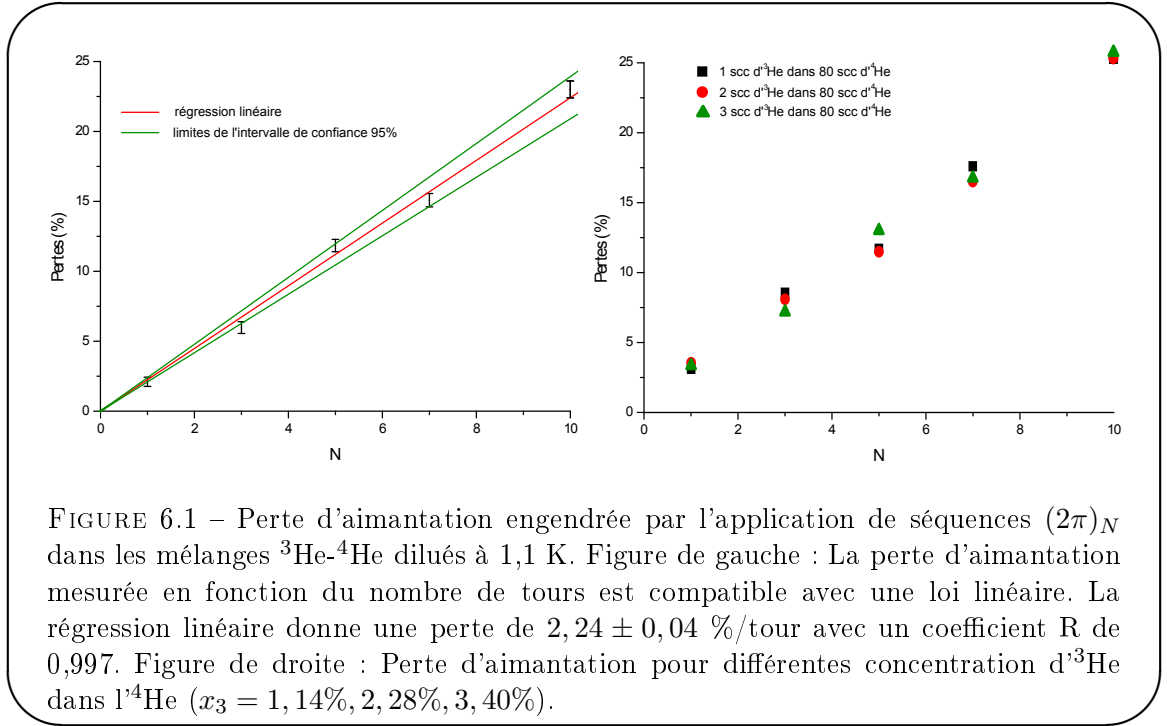 25
20
15
10
5
0
0
2
4
6
8
10
Pertes (%)
N
régression linéaire
limites de l'intervalle de confiance 95%
25
20
15
10
5
0
0
2
4
6
8
10
Pertes (%)
N
1 scc d'³He dans 80 scc d'⁴He
2 scc d'³He dans 80 scc d'⁴He
3 scc d'³He dans 80 scc d'⁴He
FIGURE 6.1 – Perte d'aimantation engendrée par l'application de séquences (2π)_N
dans les mélanges ³He-⁴He dilués à 1,1 K. Figure de gauche : La perte d'aimantation
mesurée en fonction du nombre de tours est compatible avec une loi linéaire. La
régression linéaire donne une perte de 2,24 ± 0,04 %/tour avec un coefficient R de
0,997. Figure de droite : Perte d'aimantation pour différentes concentration d'³He
dans l'⁴He (x₃ = 1,14%, 2,28%, 3,40%).